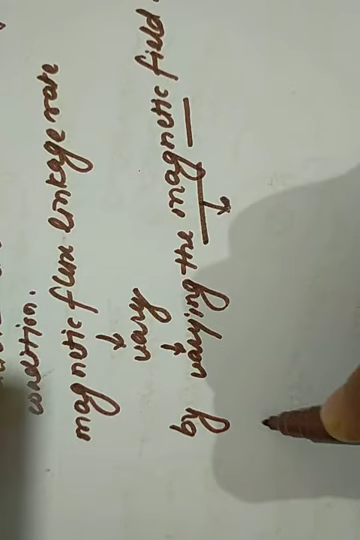 condition.
magnetic flux linkage rate
vary
by varying the magnetic field.